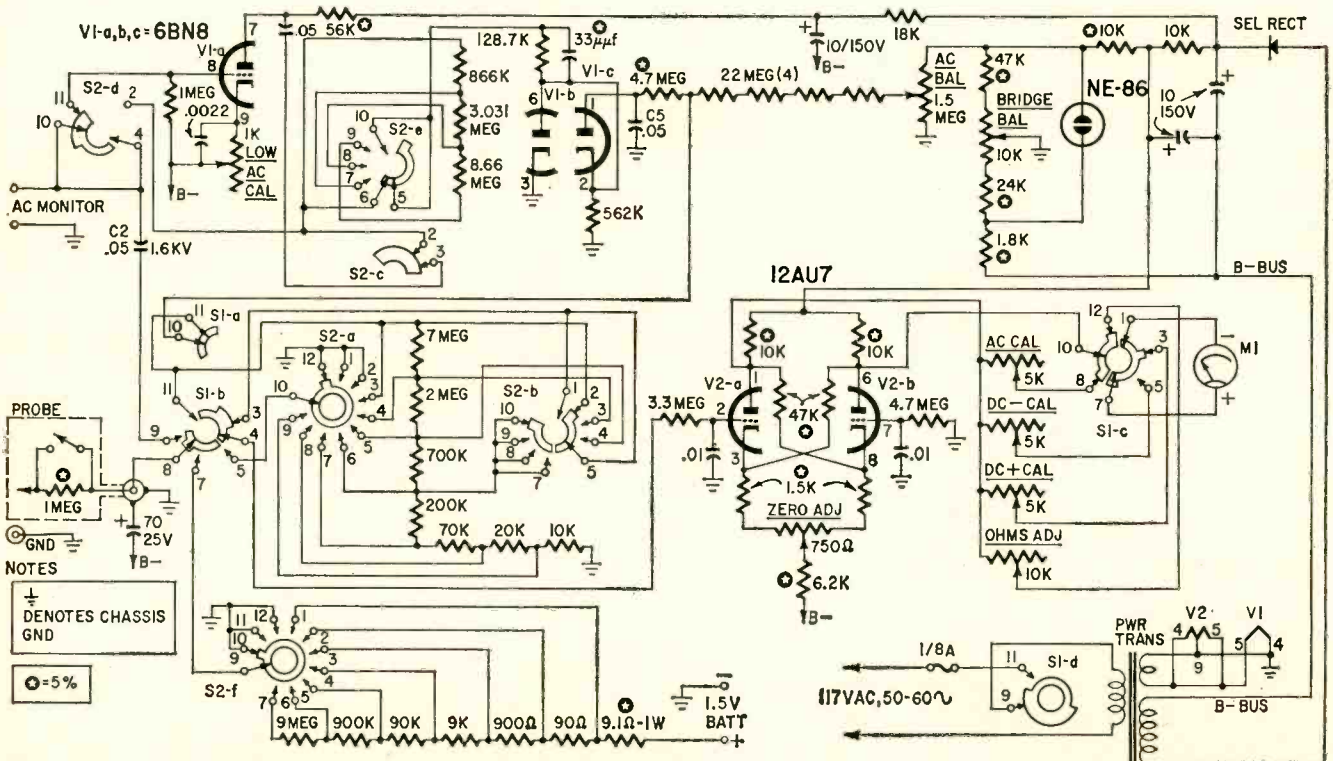 V1-a,b,c=6BN8
S2-d
11
2
10
4
AC MONITOR
C2
.05
1.6KV
1MEG
.0022
V1-a
7
8
9
1K
LOW
AC
CAL
B-
.05
56K
866K
3.031
MEG
8.66
MEG
S2-e
10
9
8
7
6
5
S2-c
2
3
128.7K
33μμf
V1-c
V1-b
6
3
1
2
562K
4.7 MEG
C5
.05
22 MEG(4)
10/150V
B-
18K
AC
BAL
1.5
MEG
47K
BRIDGE
BAL
10K
24K
1.8K
NE-86
10K
10K
SEL RECT
10
150V
B-BUS
PROBE
1MEG
GND
70
25V
B-
S1-a
11
10
S1-b
11
9
8
7
3
4
5
S2-a
12
1
2
3
4
5
6
7
8
9
10
7 MEG
2 MEG
700K
200K
70K
20K
10K
S2-b
10
9
8
7
1
2
3
4
5
12AU7
10K
10K
V2-a
V2-b
1
2
3
6
7
8
3.3 MEG
.01
47K
4.7MEG
.01
1.5K
ZERO ADJ
750Ω
6.2K
B-
AC CAL
5K
DC-CAL
5K
DC+CAL
5K
OHMS ADJ
10K
12
1
3
10
8
7
5
S1-c
M1
-
+
NOTES
DENOTES CHASSIS
GND
=5%
S2-f
12
1
11
10
9
2
3
4
5
6
7
9MEG
900K
90K
9K
900Ω
90Ω
9.1Ω-1W
1.5V
BATT
-
+
117VAC,50-60~
1/8A
S1-d
11
9
PWR
TRANS
V2
4
5
9
V1
5
4
B-BUS